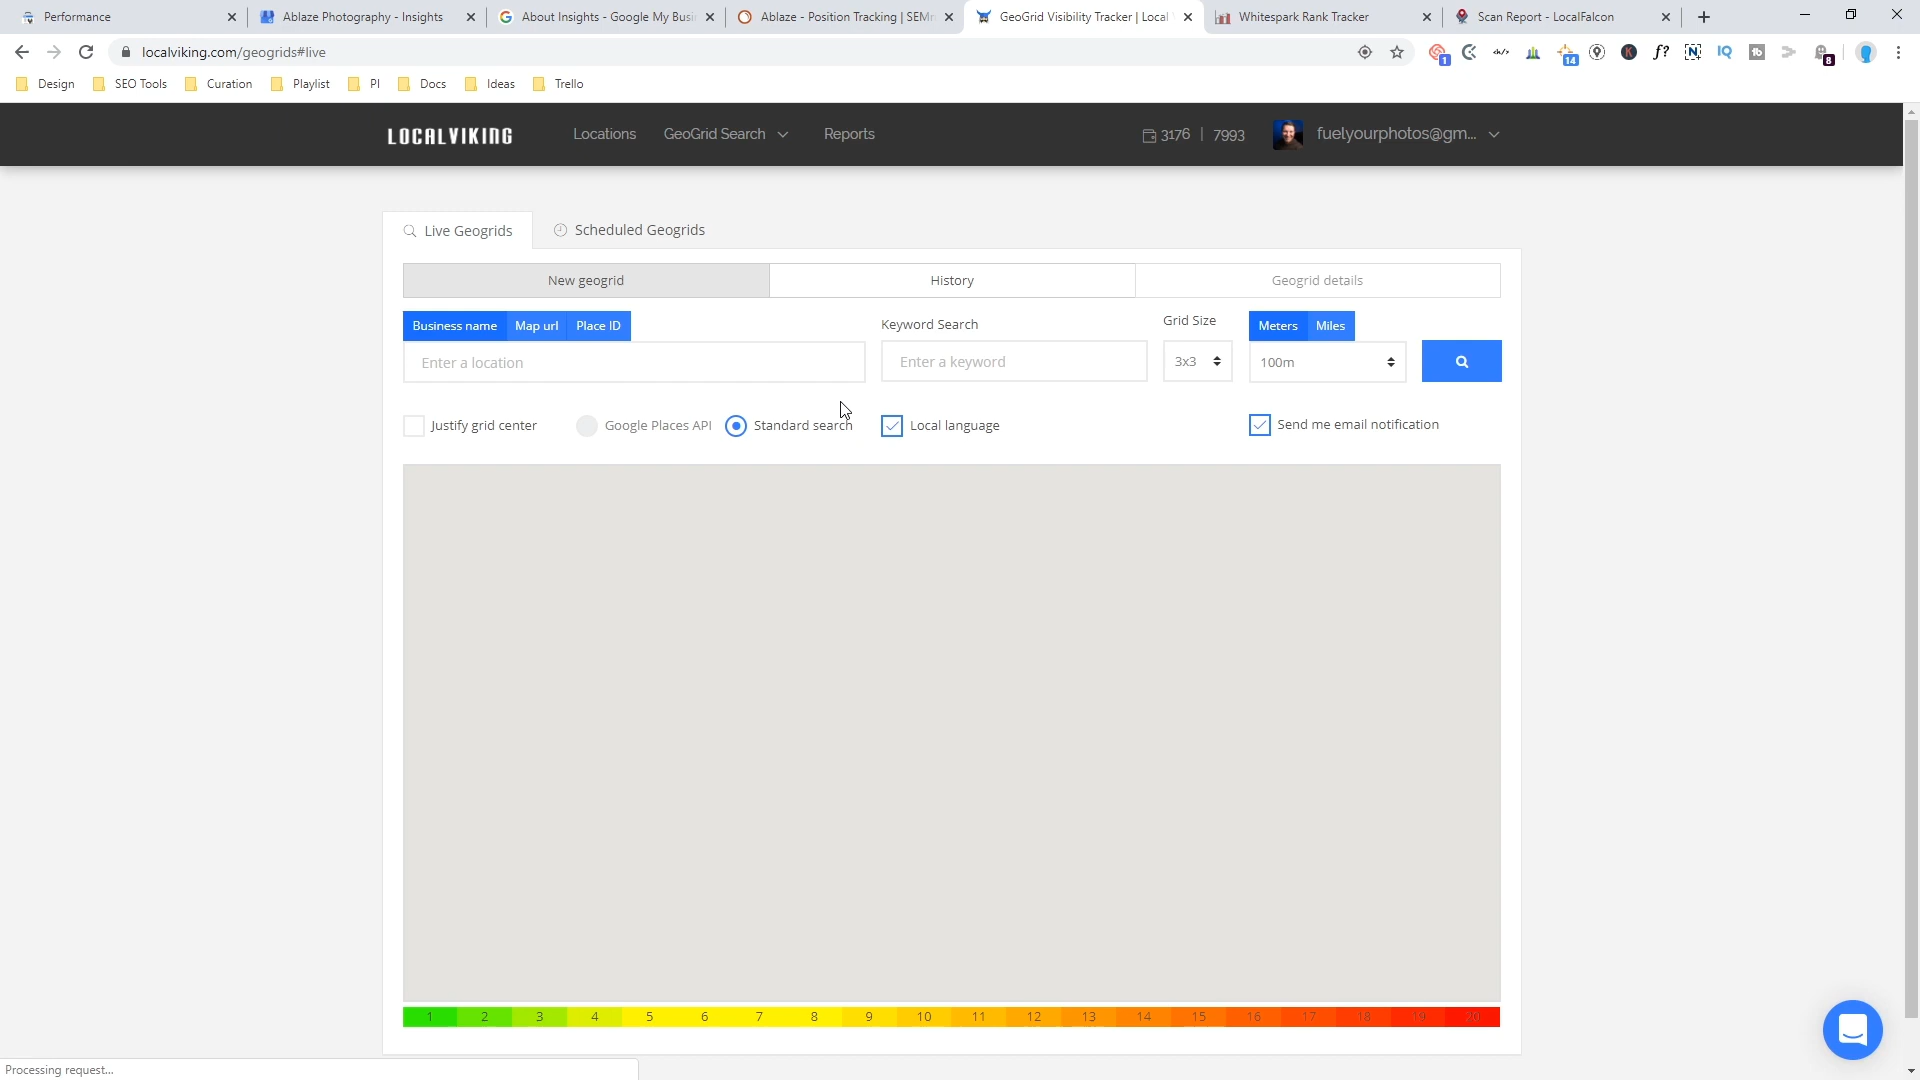 Performance
Ablaze Photography - Insights
About Insights - Google My Busi
Ablaze - Position Tracking | SEMr
GeoGrid Visibility Tracker | Local
Whitespark Rank Tracker
Scan Report - LocalFalcon
localviking.com/geogrids#live
1
14
8
Design
SEO Tools
Curation
Playlist
PI
Docs
Ideas
Trello
LOCALVIKING
Locations
GeoGrid Search
Reports
3176 | 7993
fuelyourphotos@gm...
Live Geogrids
Scheduled Geogrids
New geogrid
History
Geogrid details
Business name
Map url
Place ID
Keyword Search
Grid Size
Meters
Miles
Enter a location
Enter a keyword
3x3
100m
Justify grid center
Google Places API
Standard search
Local language
Send me email notification
1 2 3 4 5 6 7 8 9 10 11 12 13 14 15 16 17 18 19 20
Processing request...